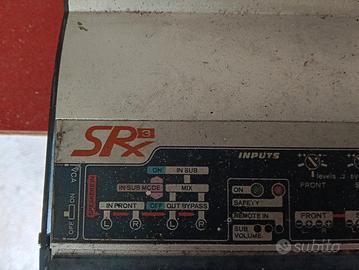 SRx3
INPUTS
levels
FRONT
VCA
ON
OFF
ON IN SUB
IN SUB MODE MIX
IN FRONT OFF OUT BYPASS
L R L R
ON
SAFETY
REMOTE IN
SUB VOLUME
FRONT
subito